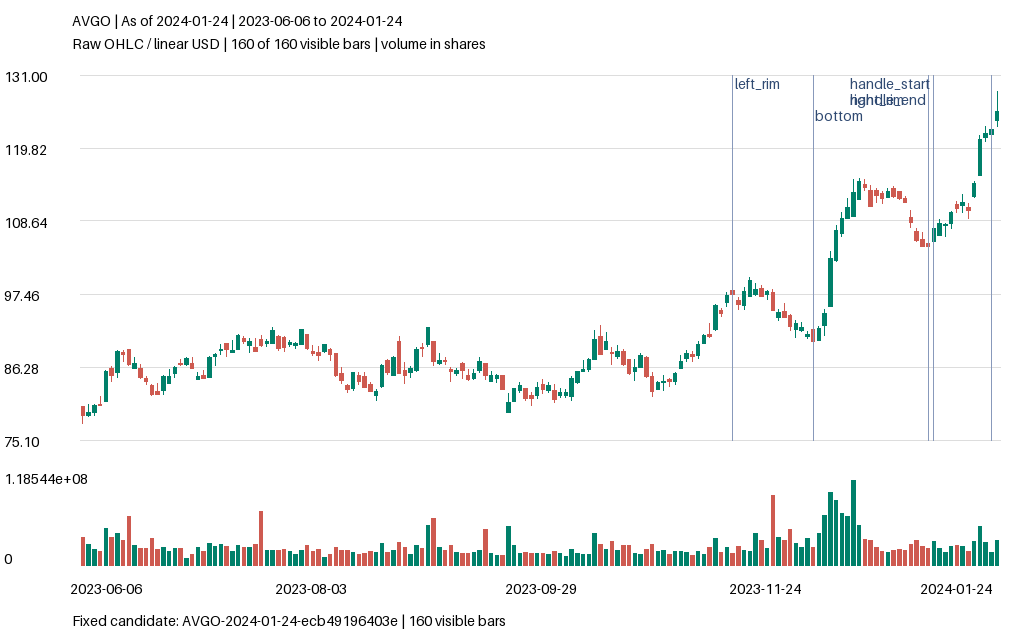 AVGO | As of 2024-01-24 | 2023-06-06 to 2024-01-24
Raw OHLC / linear USD | 160 of 160 visible bars | volume in shares
131.00
119.82
108.64
97.46
86.28
75.10
left_rim
handle_start
handle_end
bottom
1.18544e+08
0
2023-06-06
2023-08-03
2023-09-29
2023-11-24
2024-01-24
Fixed candidate: AVGO-2024-01-24-ecb49196403e | 160 visible bars